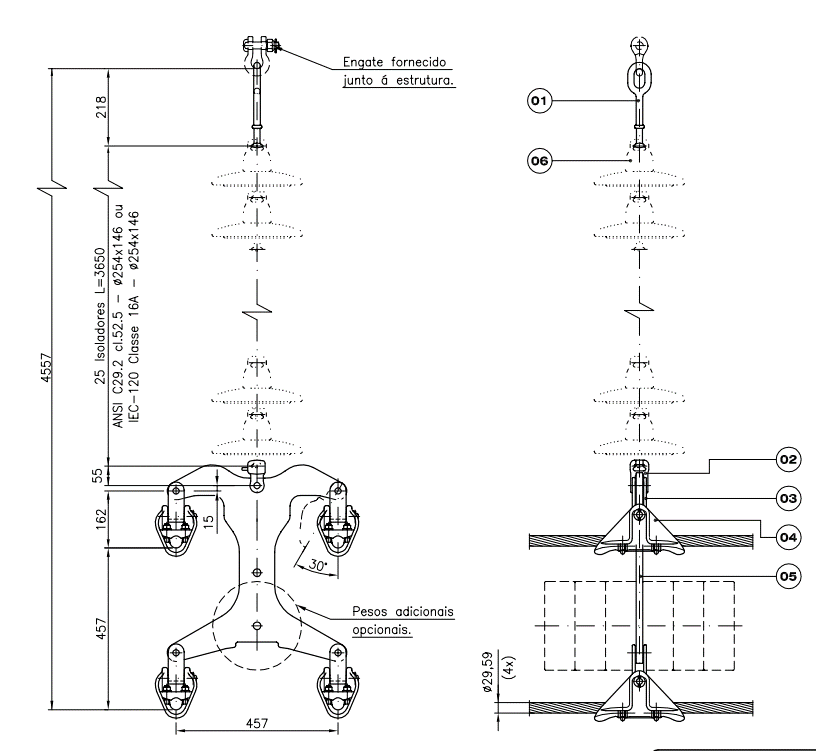 Engate fornecido
junto á estrutura.
01
06
218
4557
25 Isoladores L=3650
ANSI C29.2 cl.52.5 – ø254x146 ou
IEC-120 Classe 16A – ø254x146
55
02
03
04
05
15
162
30°
Pesos adicionais
opcionais.
457
ø29,59
(4x)
457